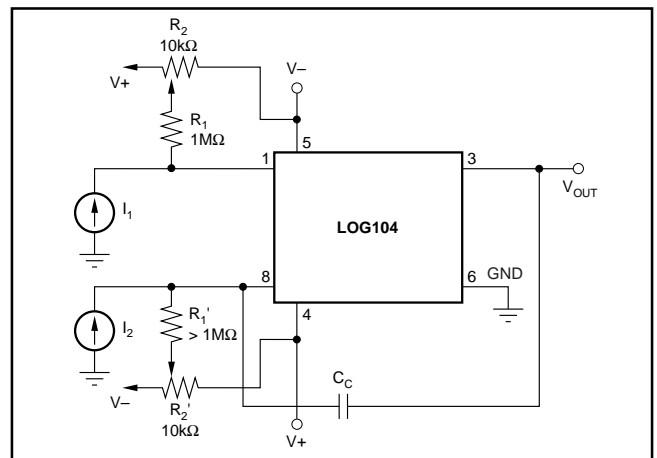 R2
10kΩ
V+
V–
R1
1MΩ
5
1
3
VOUT
I1
LOG104
8
6
GND
I2
R1'
> 1MΩ
4
V–
R2'
10kΩ
CC
V+